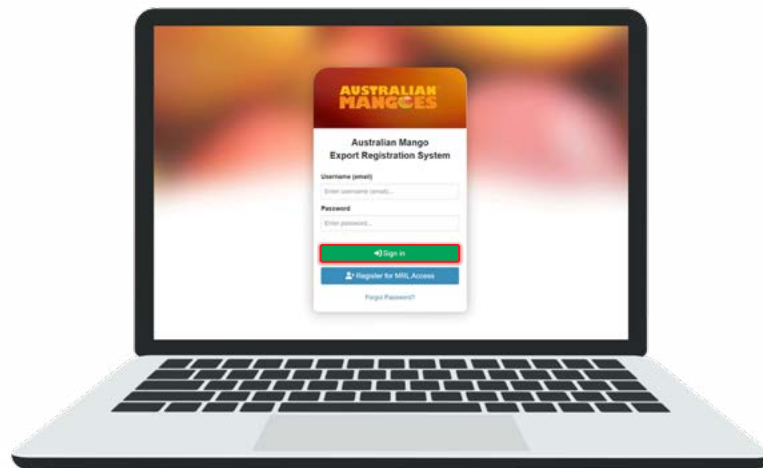 AUSTRALIAN
MANGOES
Australian Mango
Export Registration System
Username (email)
Enter username (email)...
Password
Enter password...
Sign in
Register for MRL Access
Forgot Password?